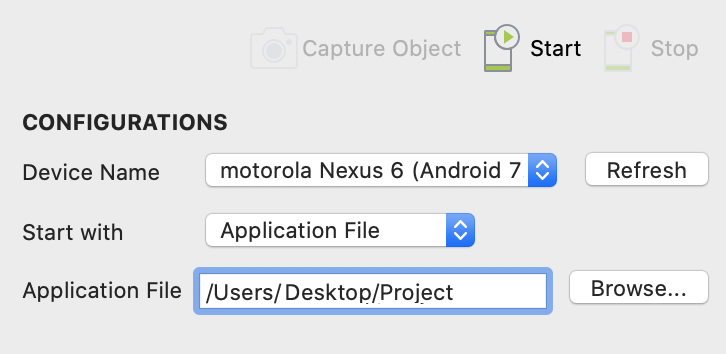 Capture Object Start Stop
CONFIGURATIONS
Device Name motorola Nexus 6 (Android 7 Refresh
Start with Application File
Application File /Users/Desktop/Project Browse...